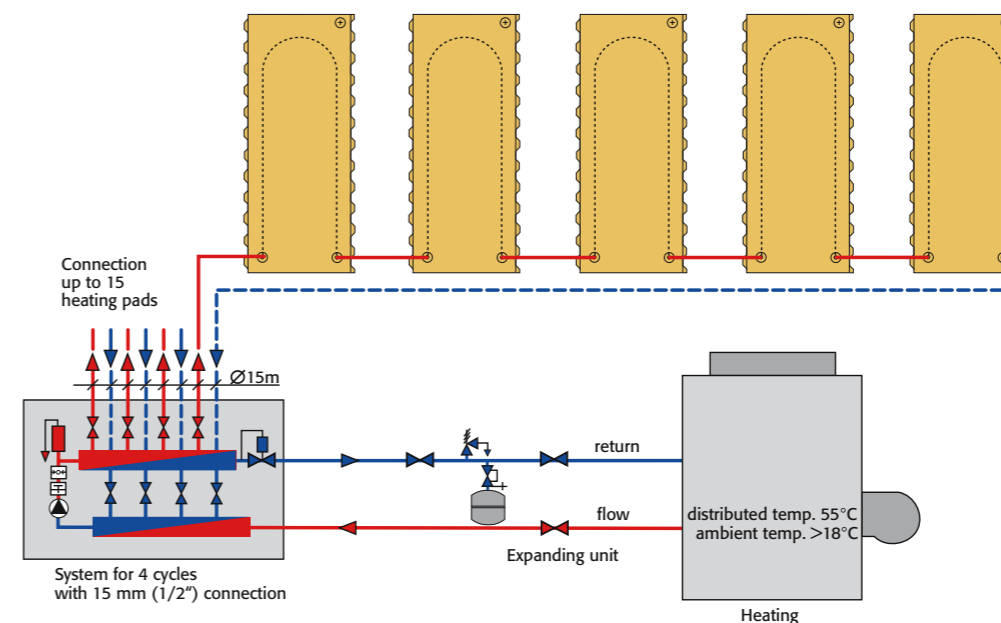 Connection
up to 15
heating pads
Ø15m
return
flow
distributed temp. 55°C
ambient temp. >18°C
Expanding unit
System for 4 cycles
with 15 mm (1/2“) connection
Heating